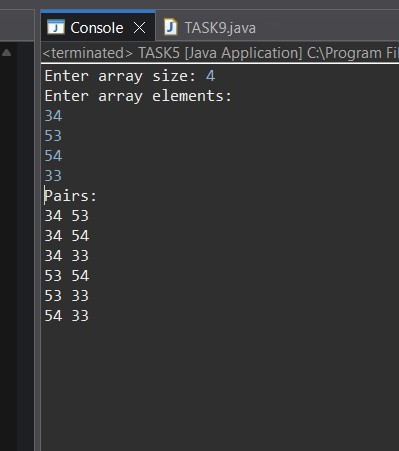 Console TASK9.java
<terminated> TASK5 [Java Application] C:\Program
Enter array size: 4
Enter array elements:
34
53
54
33
Pairs:
34 53
34 54
34 33
53 54
53 33
54 33